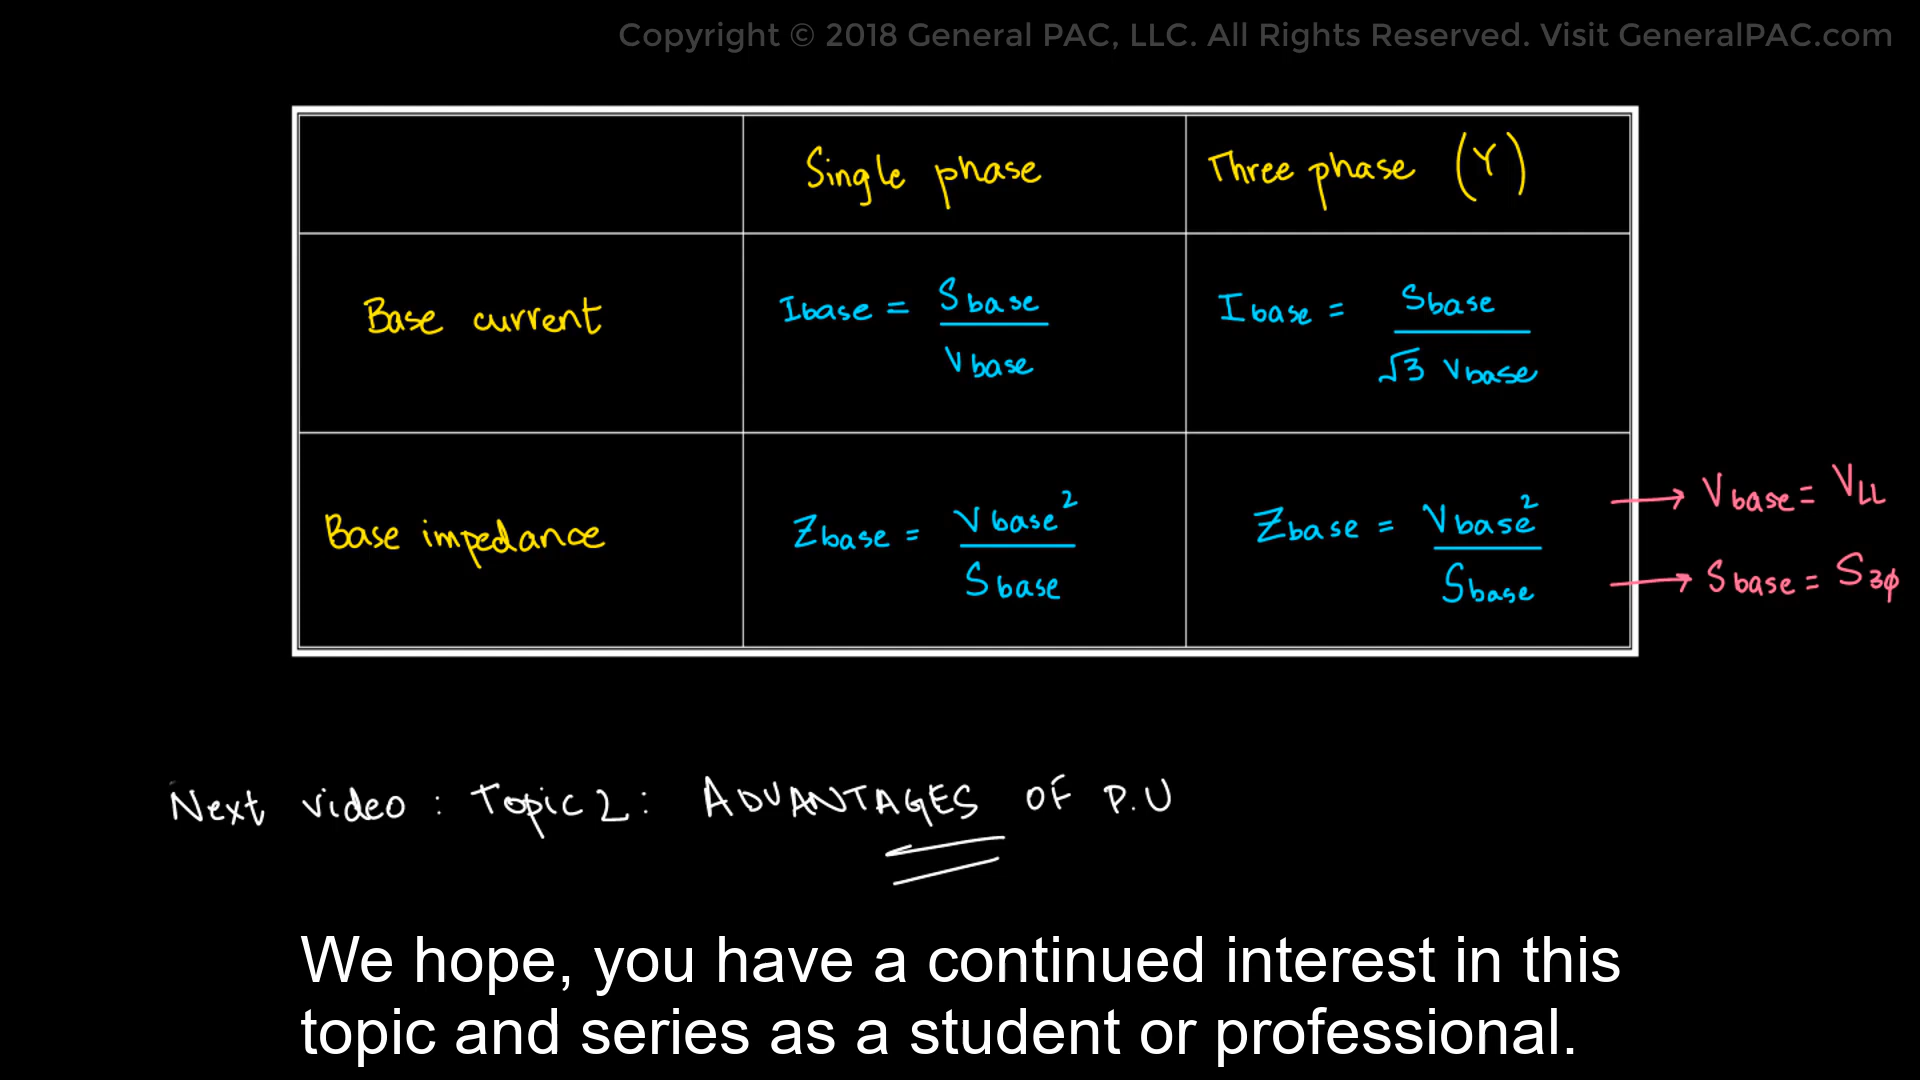 Copyright © 2018 General PAC, LLC. All Rights Reserved. Visit GeneralPAC.com
Single phase
Three phase (Y)
Base current
Ibase = Sbase / Vbase
Ibase = Sbase / √3 Vbase
Base impedance
Zbase = Vbase² / Sbase
Zbase = Vbase² / Sbase
→ Vbase = VLL
→ Sbase = S3φ
Next video : Topic 2 : ADVANTAGES OF P.U
We hope, you have a continued interest in this
topic and series as a student or professional.